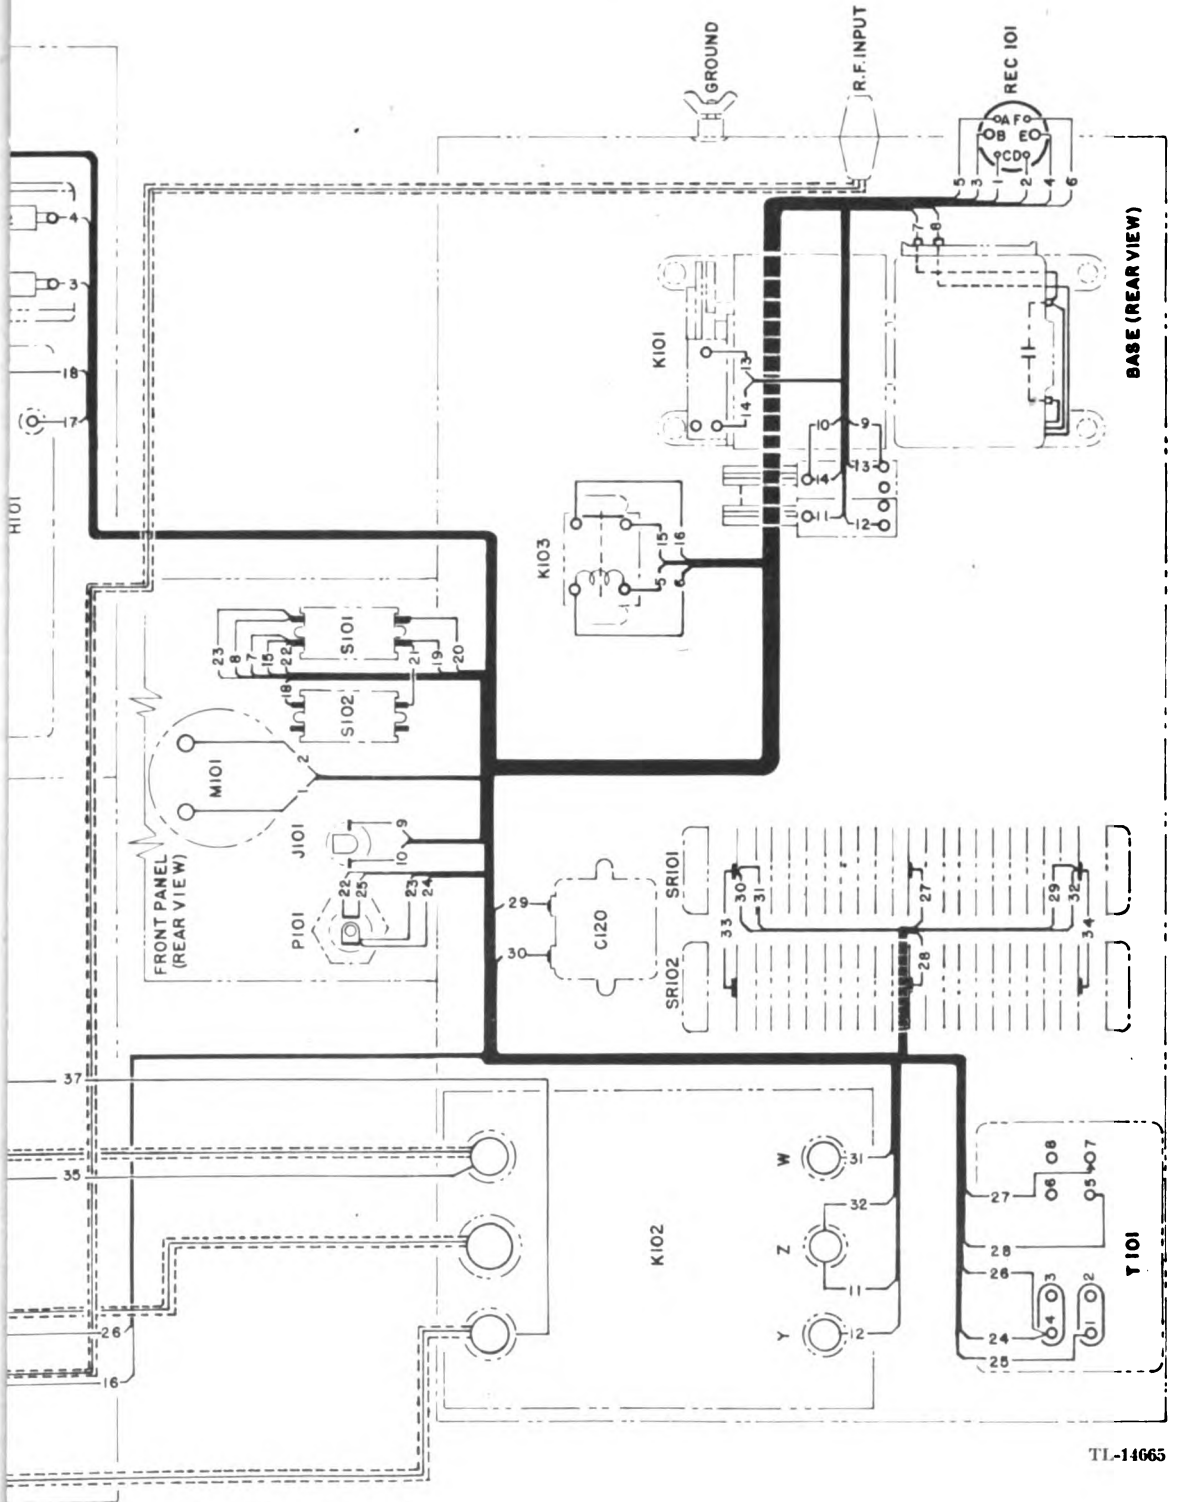 GROUND
R.F. INPUT
REC 101
A F
B E
C D
5 3 1 2 4 6
7 8
BASE (REAR VIEW)
4
3
18
17
H101
K101
13
14
10 9
14 13
11 12
K103
15 16
5 6
S101
23 8 7 15 22
21 19 20
18
S102
M101
2
1
J101
9
10
22 25 23 24
P101
FRONT PANEL
(REAR VIEW)
29
30
C120
SR101
30 31 27 29 32
33 34
28
SR102
37
35
26
16
K102
W
31
32
Z
11
Y
12
6 8
5 7
27
28
26
24
25
3
4
2
1
T101
TL-14665